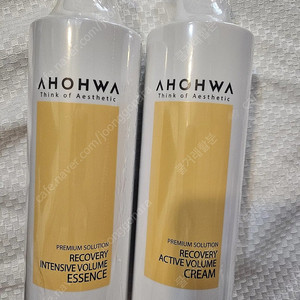 AHOHWA
Think of Aesthetic
PREMIUM SOLUTION
RECOVERY
INTENSIVE VOLUME
ESSENCE
AHOHWA
Think of Aesthetic
PREMIUM SOLUTION
RECOVERY
ACTIVE VOLUME
CREAM